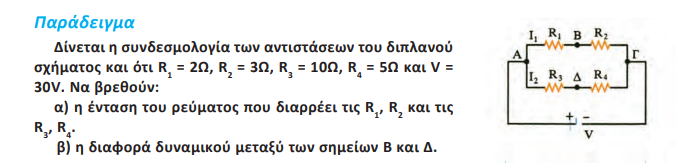 Παράδειγμα
Δίνεται η συνδεσμολογία των αντιστάσεων του διπλανού
σχήματος και ότι R₁ = 2Ω, R₂ = 3Ω, R₃ = 10Ω, R₄ = 5Ω και V =
30V. Να βρεθούν:
α) η ένταση του ρεύματος που διαρρέει τις R₁, R₂ και τις
R₃, R₄.
β) η διαφορά δυναμικού μεταξύ των σημείων Β και Δ.
I₁ R₁ B R₂
A Γ
I₂ R₃ Δ R₄
+ −
V